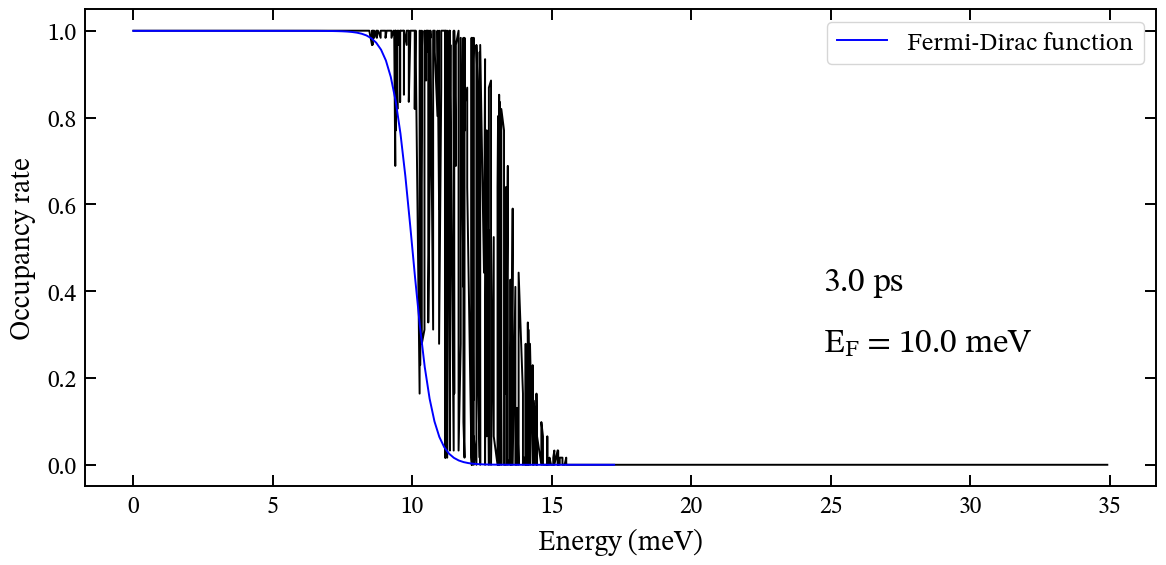 Fermi-Dirac function
Occupancy rate
1.0
0.8
0.6
0.4
0.2
0.0
3.0 ps
E_F = 10.0 meV
0 5 10 15 20 25 30 35
Energy (meV)